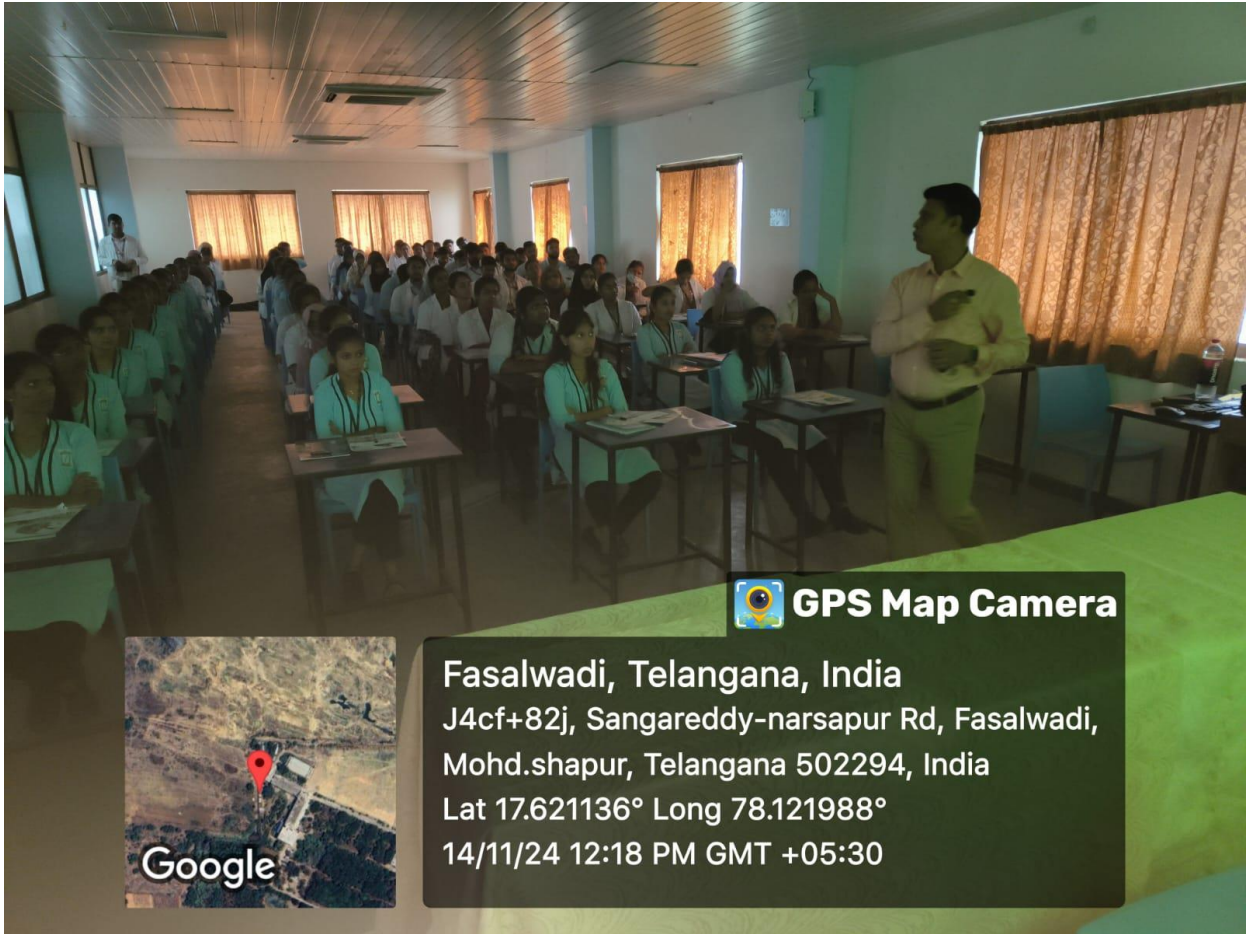 GPS Map Camera
Fasalwadi, Telangana, India
J4cf+82j, Sangareddy-narsapur Rd, Fasalwadi,
Mohd.shapur, Telangana 502294, India
Lat 17.621136° Long 78.121988°
14/11/24 12:18 PM GMT +05:30
Google